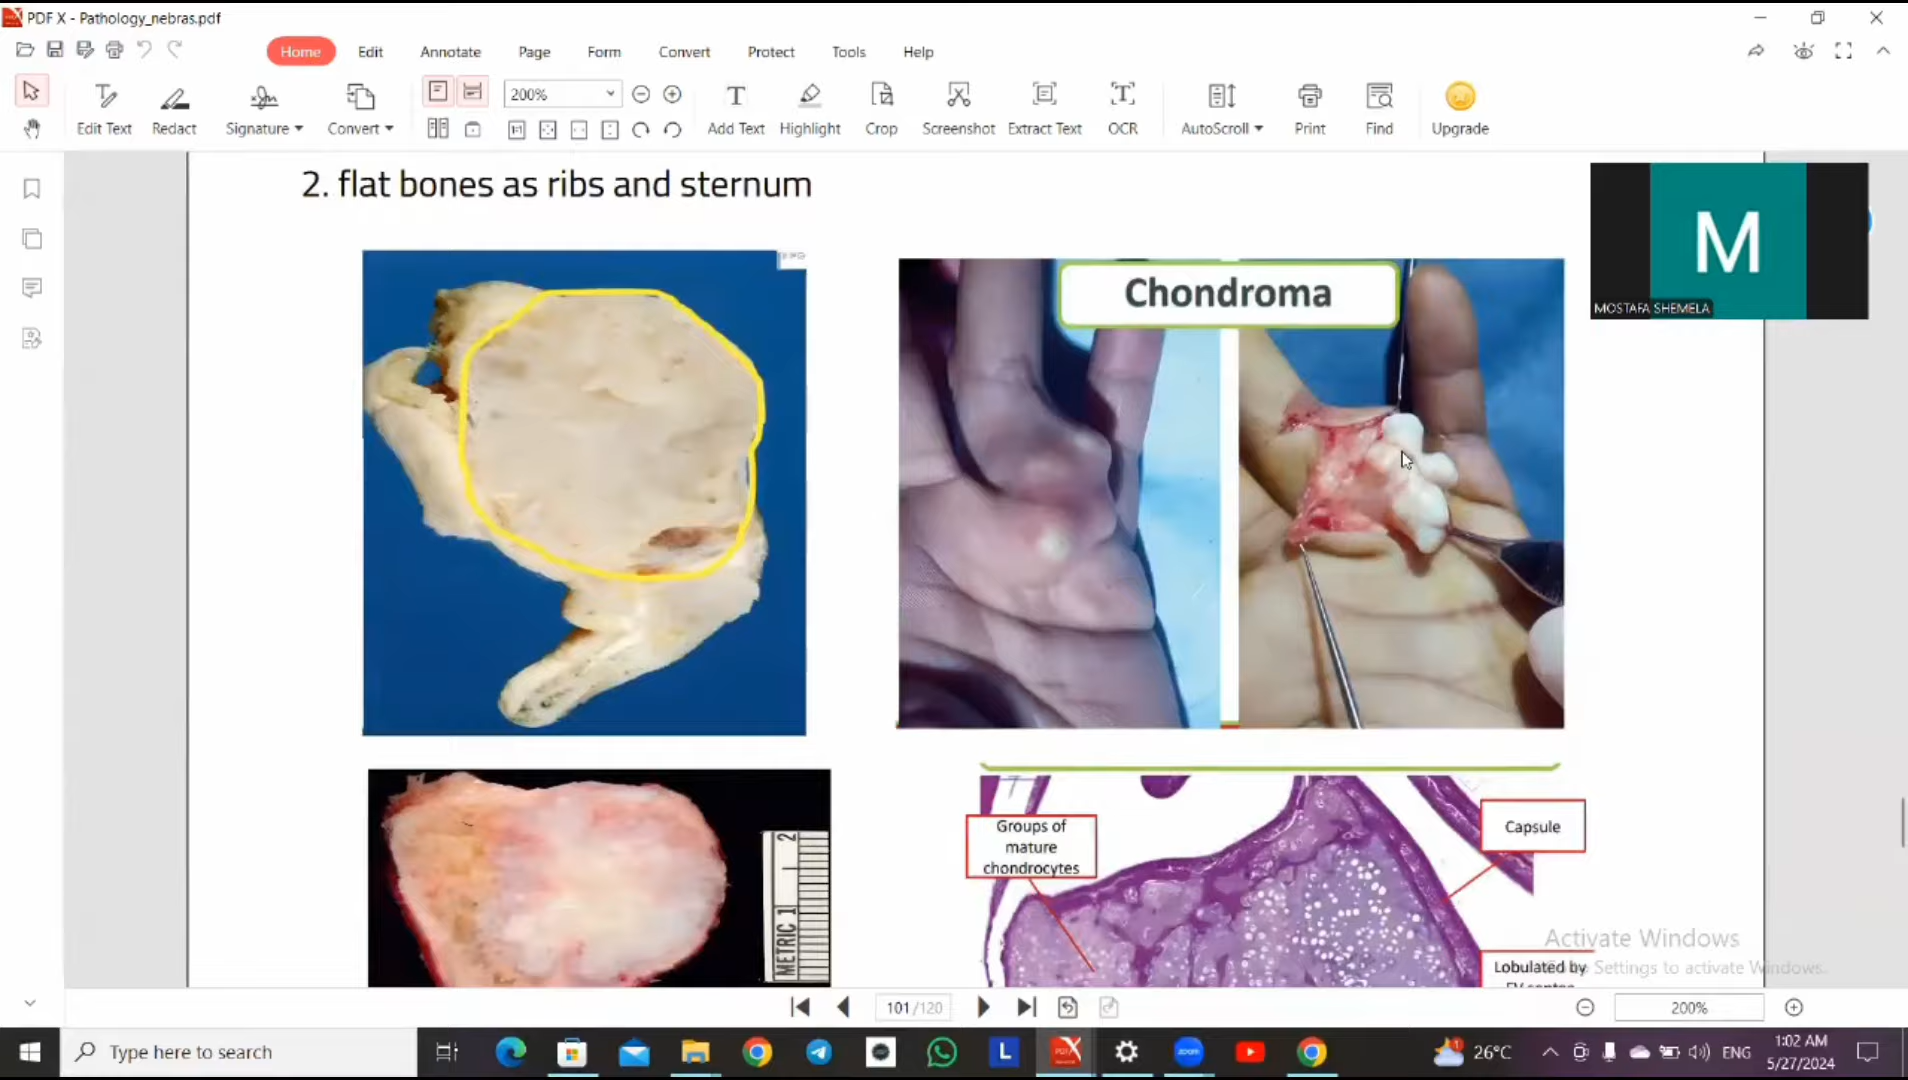 PDF X - Pathology_nebras.pdf
Home Edit Annotate Page Form Convert Protect Tools Help
200%
Edit Text Redact Signature Convert Add Text Highlight Crop Screenshot Extract Text OCR AutoScroll Print Find Upgrade
2. flat bones as ribs and sternum
M
MOSTAFA SHEMELA
Chondroma
Groups of
mature
chondrocytes
Capsule
2
METRIC 1
Lobulated by
Activate Windows
Settings to activate Windows.
101 /120
200%
Type here to search
L
zoom
26°C
ENG
1:02 AM
5/27/2024